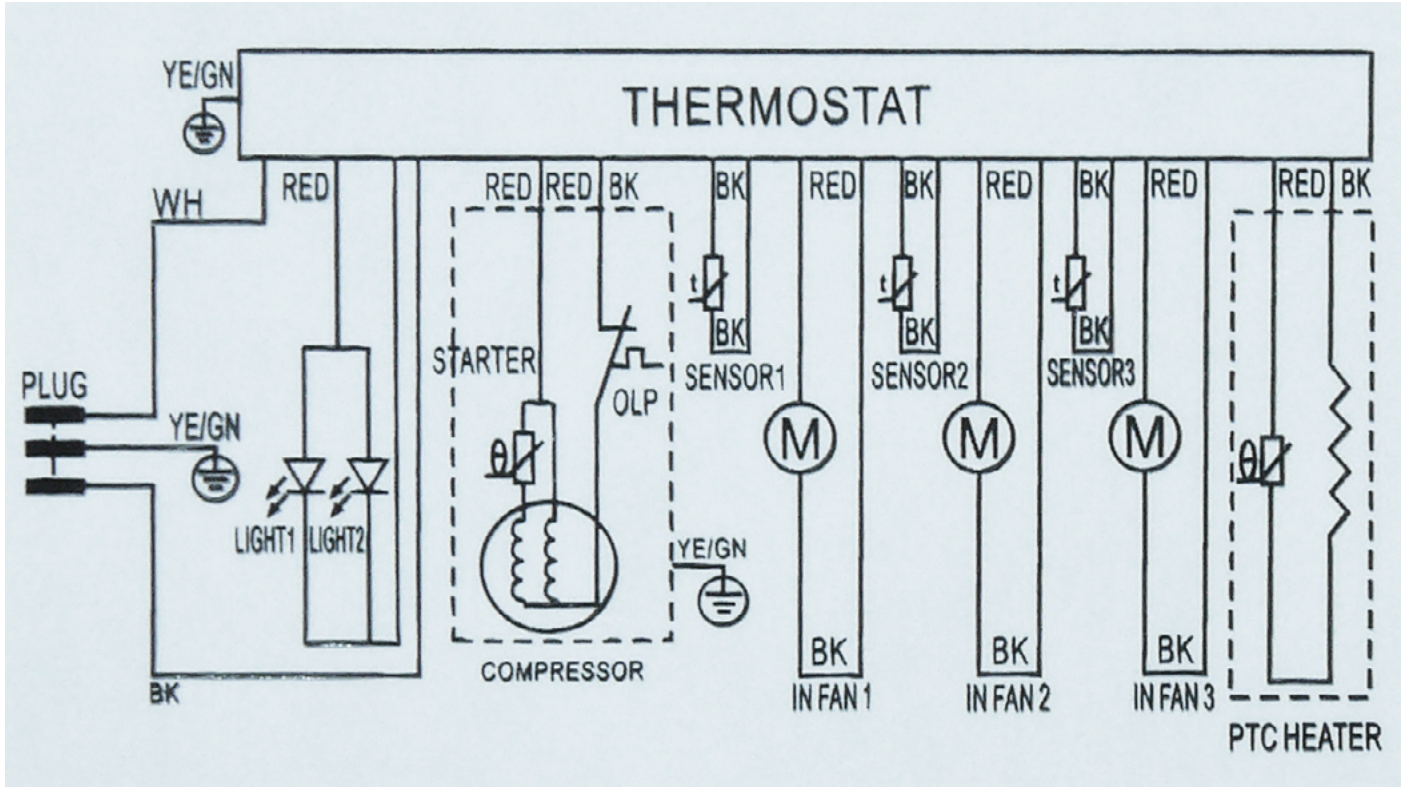 THERMOSTAT
YE/GN
WH
RED
RED RED BK
BK
RED
BK
RED
BK
RED
RED BK
t
t
t
BK
BK
BK
STARTER
OLP
SENSOR1
SENSOR2
SENSOR3
PLUG
YE/GN
M
M
M
θ
θ
LIGHT1
LIGHT2
YE/GN
BK
BK
BK
BK
COMPRESSOR
IN FAN 1
IN FAN 2
IN FAN 3
PTC HEATER